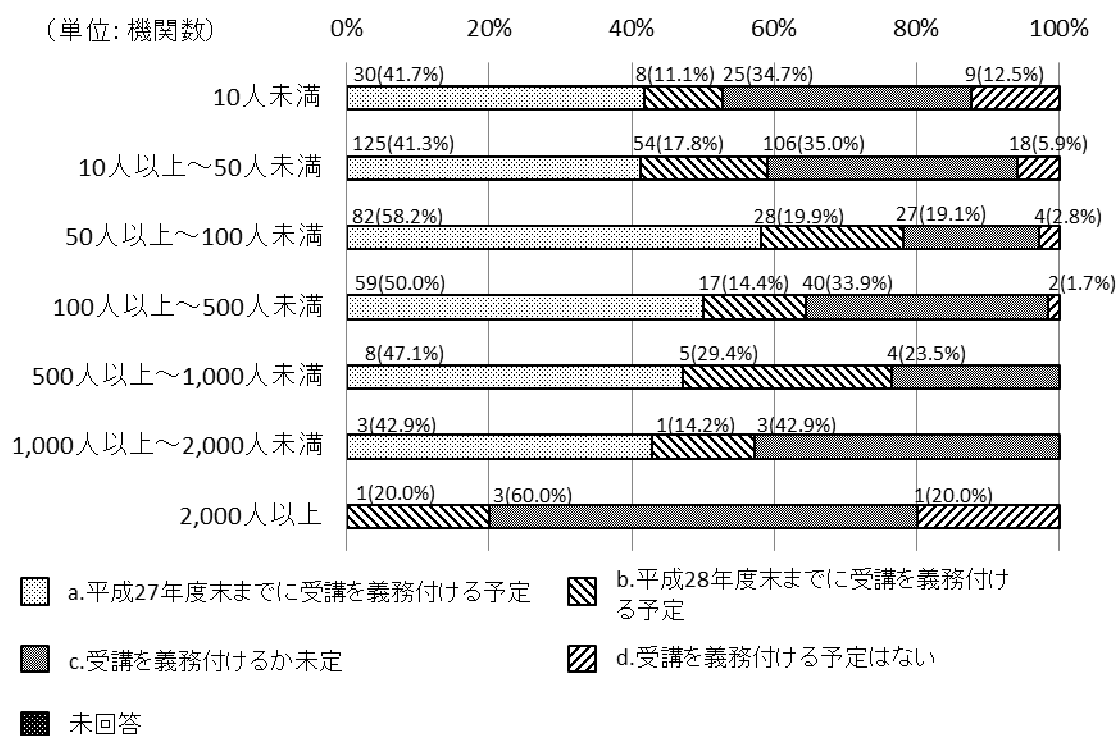 （単位: 機関数） 0% 20% 40% 60% 80% 100%
30(41.7%) 8(11.1%) 25(34.7%) 9(12.5%)
10人未満
125(41.3%) 54(17.8%) 106(35.0%) 18(5.9%)
10人以上～50人未満
82(58.2%) 28(19.9%) 27(19.1%) 4(2.8%)
50人以上～100人未満
59(50.0%) 17(14.4%) 40(33.9%) 2(1.7%)
100人以上～500人未満
8(47.1%) 5(29.4%) 4(23.5%)
500人以上～1,000人未満
3(42.9%) 1(14.2%) 3(42.9%)
1,000人以上～2,000人未満
1(20.0%) 3(60.0%) 1(20.0%)
2,000人以上
a.平成27年度末までに受講を義務付ける予定
b.平成28年度末までに受講を義務付け
る予定
c.受講を義務付けるか未定
d.受講を義務付ける予定はない
未回答